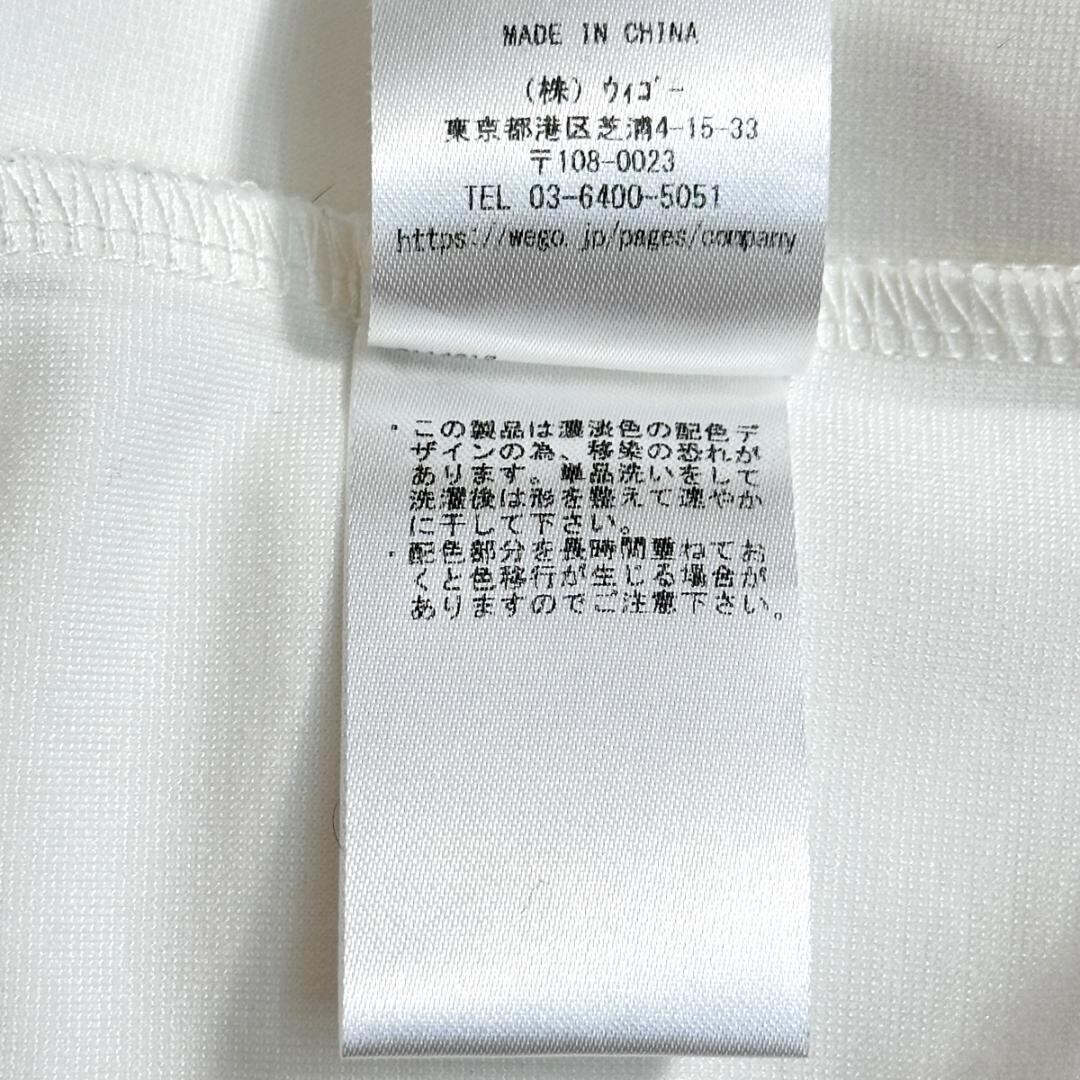 MADE IN CHINA
(株) ウィゴー
東京都港区芝浦4-15-33
〒108-0023
TEL 03-6400-5051
https://wego.jp/pages/company
・この製品は濃淡色の配色デ
ザインの為、移染の恐れが
あります。単品洗いをして
洗濯後は形を整えて速やか
に干して下さい。
・配色部分を長時間重ねてお
くと色移行が生じる場合が
ありますのでご注意下さい。